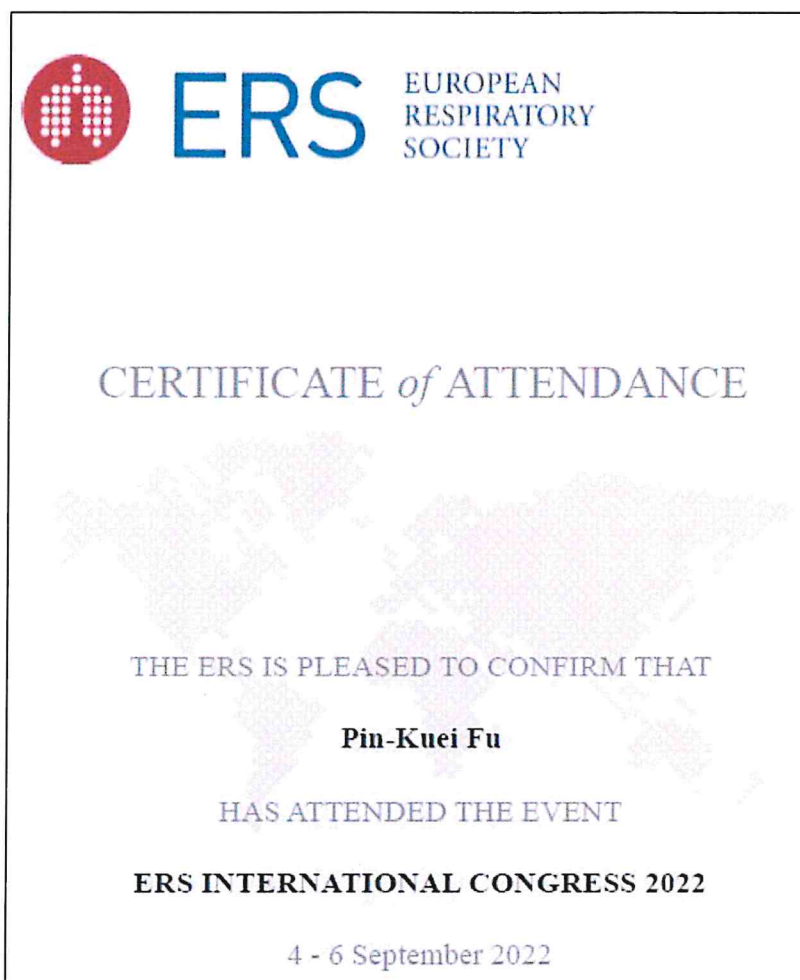 ERS
EUROPEAN
RESPIRATORY
SOCIETY
CERTIFICATE of ATTENDANCE
THE ERS IS PLEASED TO CONFIRM THAT
Pin-Kuei Fu
HAS ATTENDED THE EVENT
ERS INTERNATIONAL CONGRESS 2022
4 - 6 September 2022